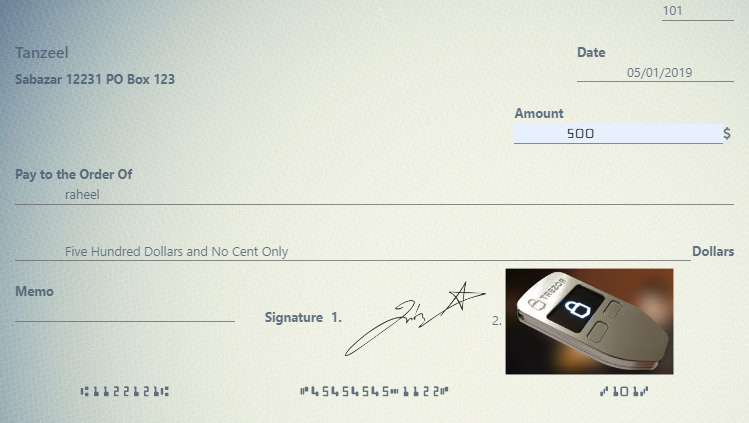 101
Tanzeel
Date
Sabazar 12231 PO Box 123
05/01/2019
Amount
500 $
Pay to the Order Of
raheel
Five Hundred Dollars and No Cent Only Dollars
Memo
Signature 1.
2.
TREZOR
⑆1122121⑆ ⑈45454545⑉1122⑈ ⑇101⑇